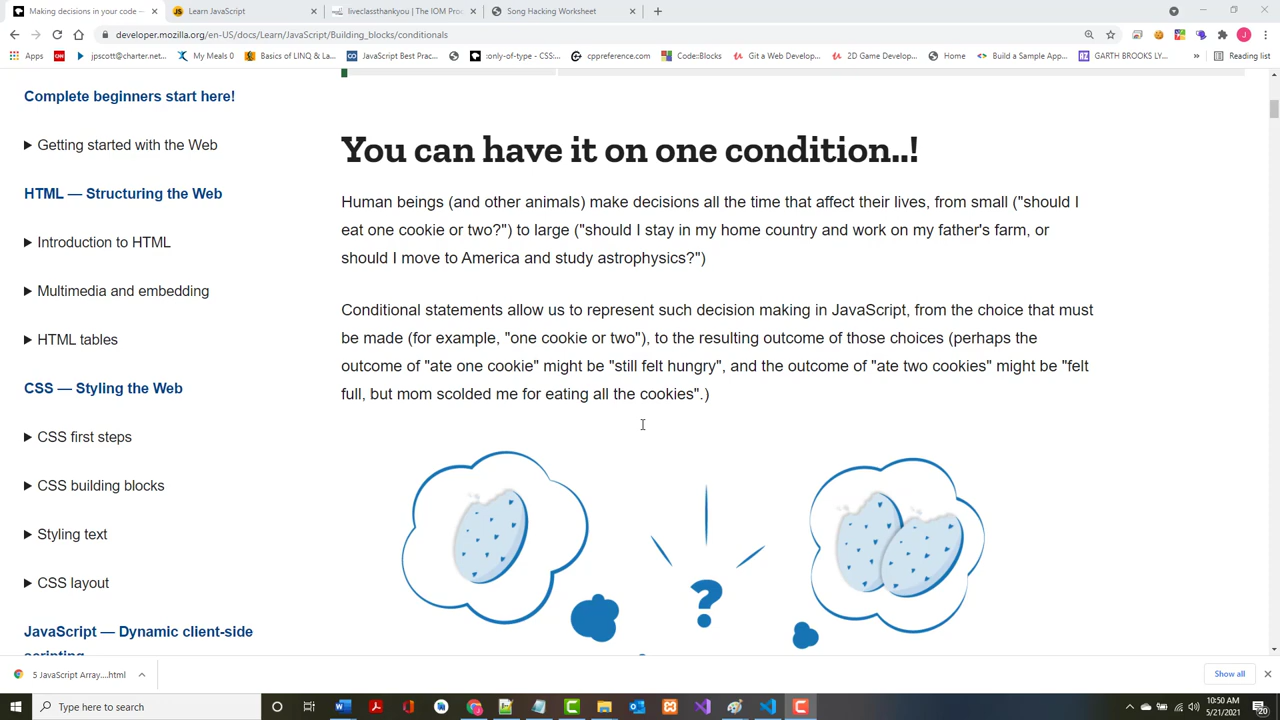 Making decisions in your code —
Learn JavaScript
liveclassthankyou | The IOM Pro
Song Hacking Worksheet
developer.mozilla.org/en-US/docs/Learn/JavaScript/Building_blocks/conditionals
Apps
CNN
jpscott@charter.net...
My Meals 0
Basics of LINQ & La...
JavaScript Best Prac...
:only-of-type - CSS:...
cppreference.com
Code::Blocks
Git a Web Develop...
2D Game Develop...
Home
Build a Sample App...
GARTH BROOKS LY...
»
Reading list
Complete beginners start here!
Getting started with the Web
HTML — Structuring the Web
Introduction to HTML
Multimedia and embedding
HTML tables
CSS — Styling the Web
CSS first steps
CSS building blocks
Styling text
CSS layout
JavaScript — Dynamic client-side
scripting
You can have it on one condition..!
Human beings (and other animals) make decisions all the time that affect their lives, from small ("should I
eat one cookie or two?") to large ("should I stay in my home country and work on my father's farm, or
should I move to America and study astrophysics?")
Conditional statements allow us to represent such decision making in JavaScript, from the choice that must
be made (for example, "one cookie or two"), to the resulting outcome of those choices (perhaps the
outcome of "ate one cookie" might be "still felt hungry", and the outcome of "ate two cookies" might be "felt
full, but mom scolded me for eating all the cookies".)
?
5 JavaScript Array....html
Show all
Type here to search
10:50 AM
5/21/2021
20